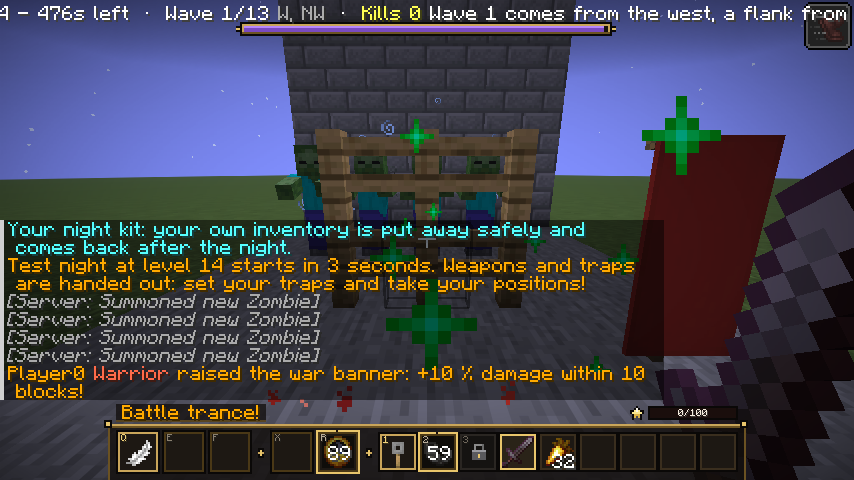 4 - 476s left · Wave 1/13 W, NW · Kills 0 Wave 1 comes from the west, a flank from
Your night kit: your own inventory is put away safely and
comes back after the night.
Test night at level 14 starts in 3 seconds. Weapons and traps
are handed out: set your traps and take your positions!
[Server: Summoned new Zombie]
[Server: Summoned new Zombie]
[Server: Summoned new Zombie]
[Server: Summoned new Zombie]
Player0 Warrior raised the war banner: +10 % damage within 10
blocks!
Battle trance!
0/100
Q E F X R 89 1 2 59 3 32